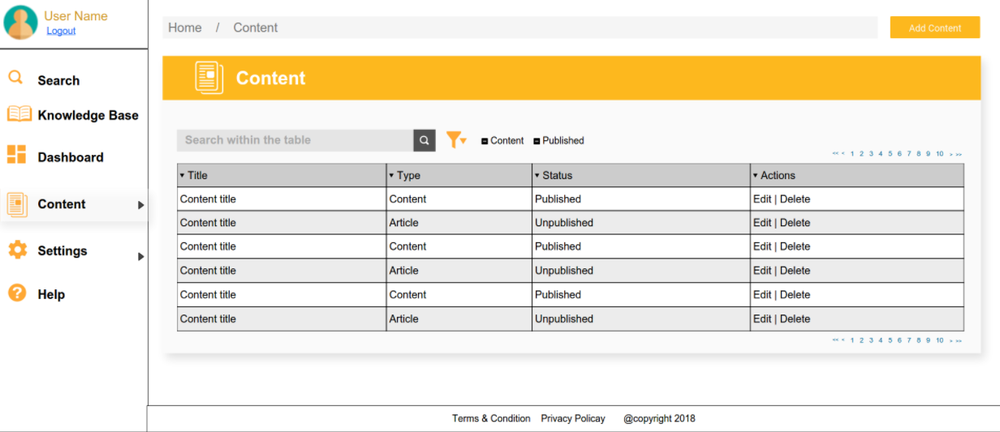 User Name
Logout
Search
Knowledge Base
Dashboard
Content
Settings
Help
Home / Content
Add Content
Content
Search within the table
Content Published
<< < 1 2 3 4 5 6 7 8 9 10 > >>
Title Type Status Actions
Content title Content Published Edit | Delete
Content title Article Unpublished Edit | Delete
Content title Content Published Edit | Delete
Content title Article Unpublished Edit | Delete
Content title Content Published Edit | Delete
Content title Article Unpublished Edit | Delete
<< < 1 2 3 4 5 6 7 8 9 10 > >>
Terms & Condition Privacy Policay @copyright 2018